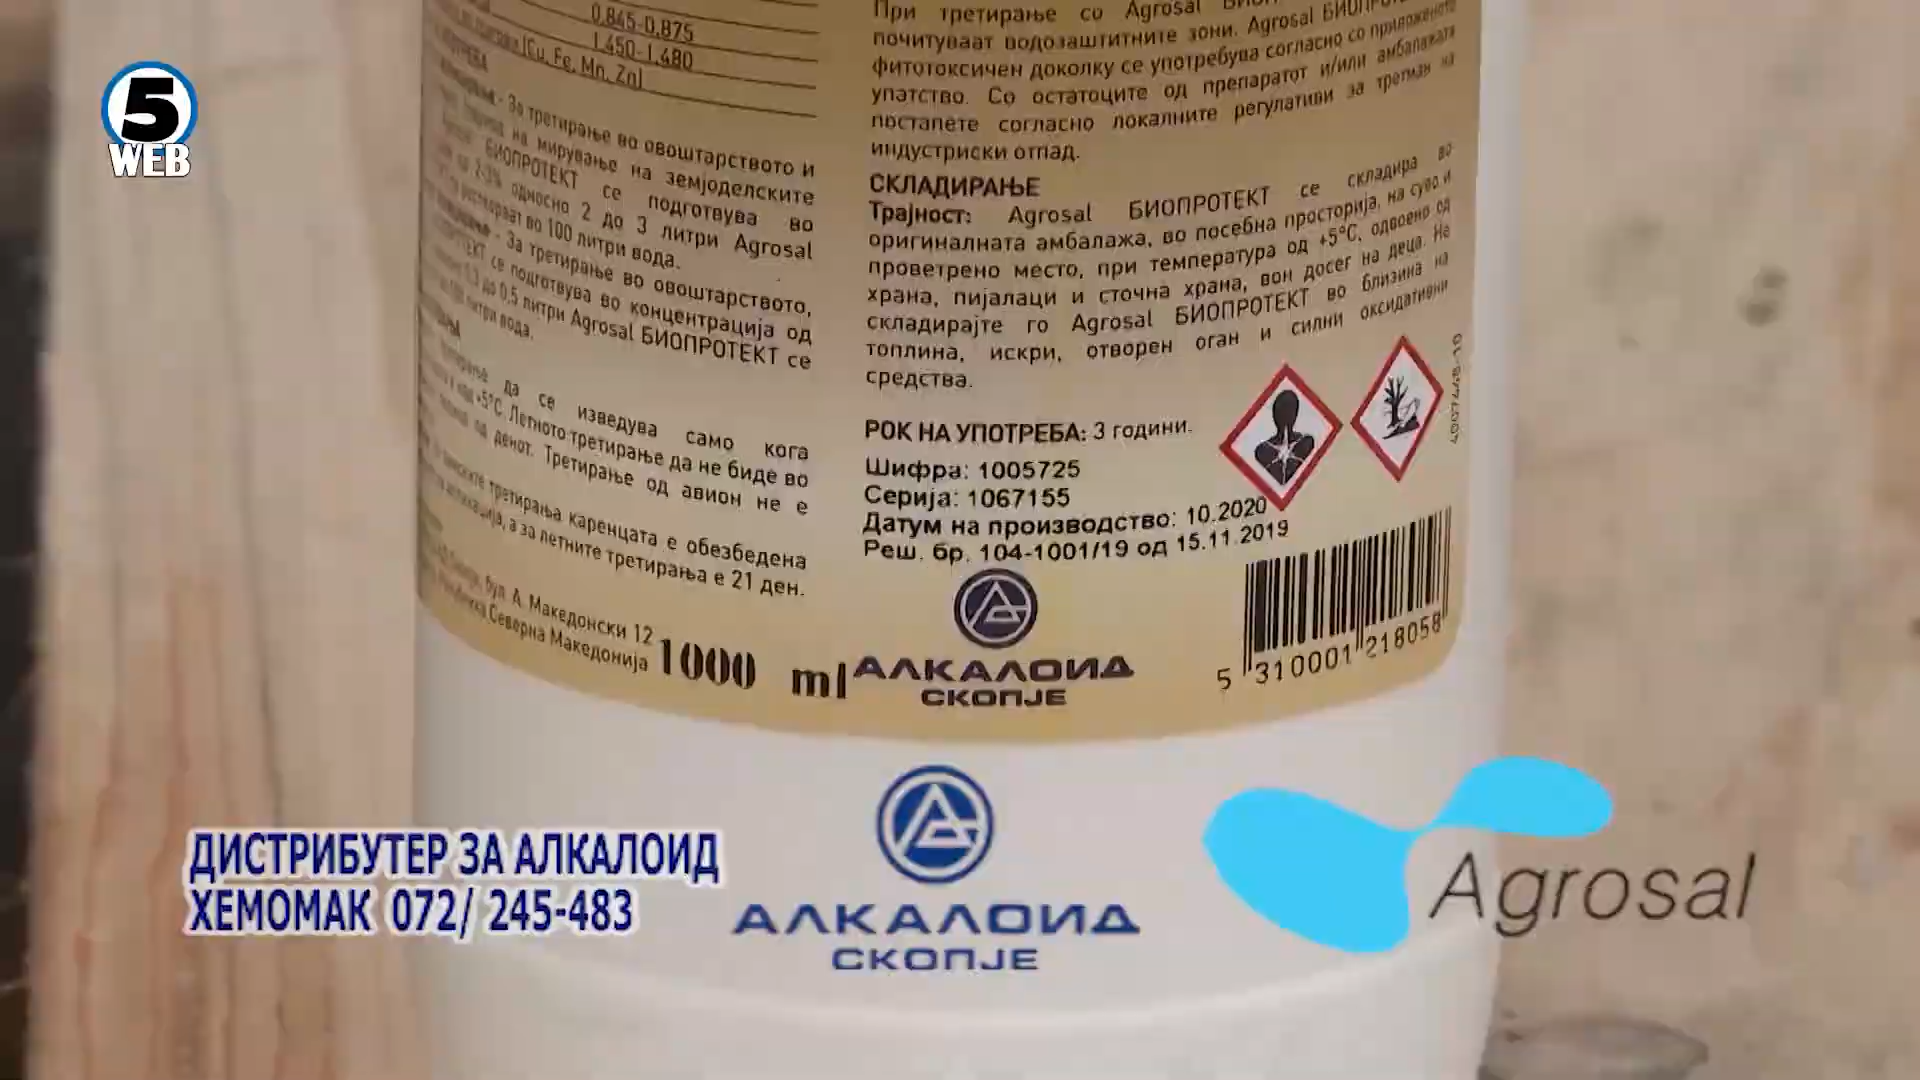 5
WEB
0,845-0,875
1,450-1,480
(Cu, Fe, Mn, Zn)
- За третирање во овоштарството и
на мирување на земјоделските
БИОПРОТЕКТ се подготвува во
2-3% односно 2 до 3 литри Agrosal
во 100 литри вода.
- За третирање во овоштарството,
се подготвува во концентрација од
0,3 до 0,5 литри Agrosal БИОПРОТЕКТ се
литри вода.
да се изведува само кога
+5°C. Летното третирање да не биде во
од денот. Третирање од авион не е
третирања каренцата е обезбедена
а за летните третирања е 21 ден.
бул. А. Македонски 12
Северна Македонија
1000 ml
При третирање со Agrosal
почитуваат водозаштитните зони. Agrosal
фитотоксичен доколку се употребува согласно со приложеното
упатство. Со остатоците од препаратот и/или амбалажата
постапете согласно локалните регулативи за третман на
индустриски отпад.
СКЛАДИРАЊЕ
Трајност: Agrosal БИОПРОТЕКТ се складира во
оригиналната амбалажа, во посебна просторија, на суво и
проветрено место, при температура од +5°C, одвоено од
храна, пијалаци и сточна храна, вон досег на деца. Не
складирајте го Agrosal БИОПРОТЕКТ во близина на
топлина, искри, отворен оган и силни оксидативни
средства.
РОК НА УПОТРЕБА: 3 години.
Шифра: 1005725
Серија: 1067155
Датум на производство: 10.2020
Реш. бр. 104-1001/19 од 15.11.2019
АЛКАЛОИД
СКОПЈЕ
5 310001 218058
ДИСТРИБУТЕР ЗА АЛКАЛОИД
ХЕМОМАК 072/ 245-483
АЛКАЛОИД
СКОПЈЕ
Agrosal